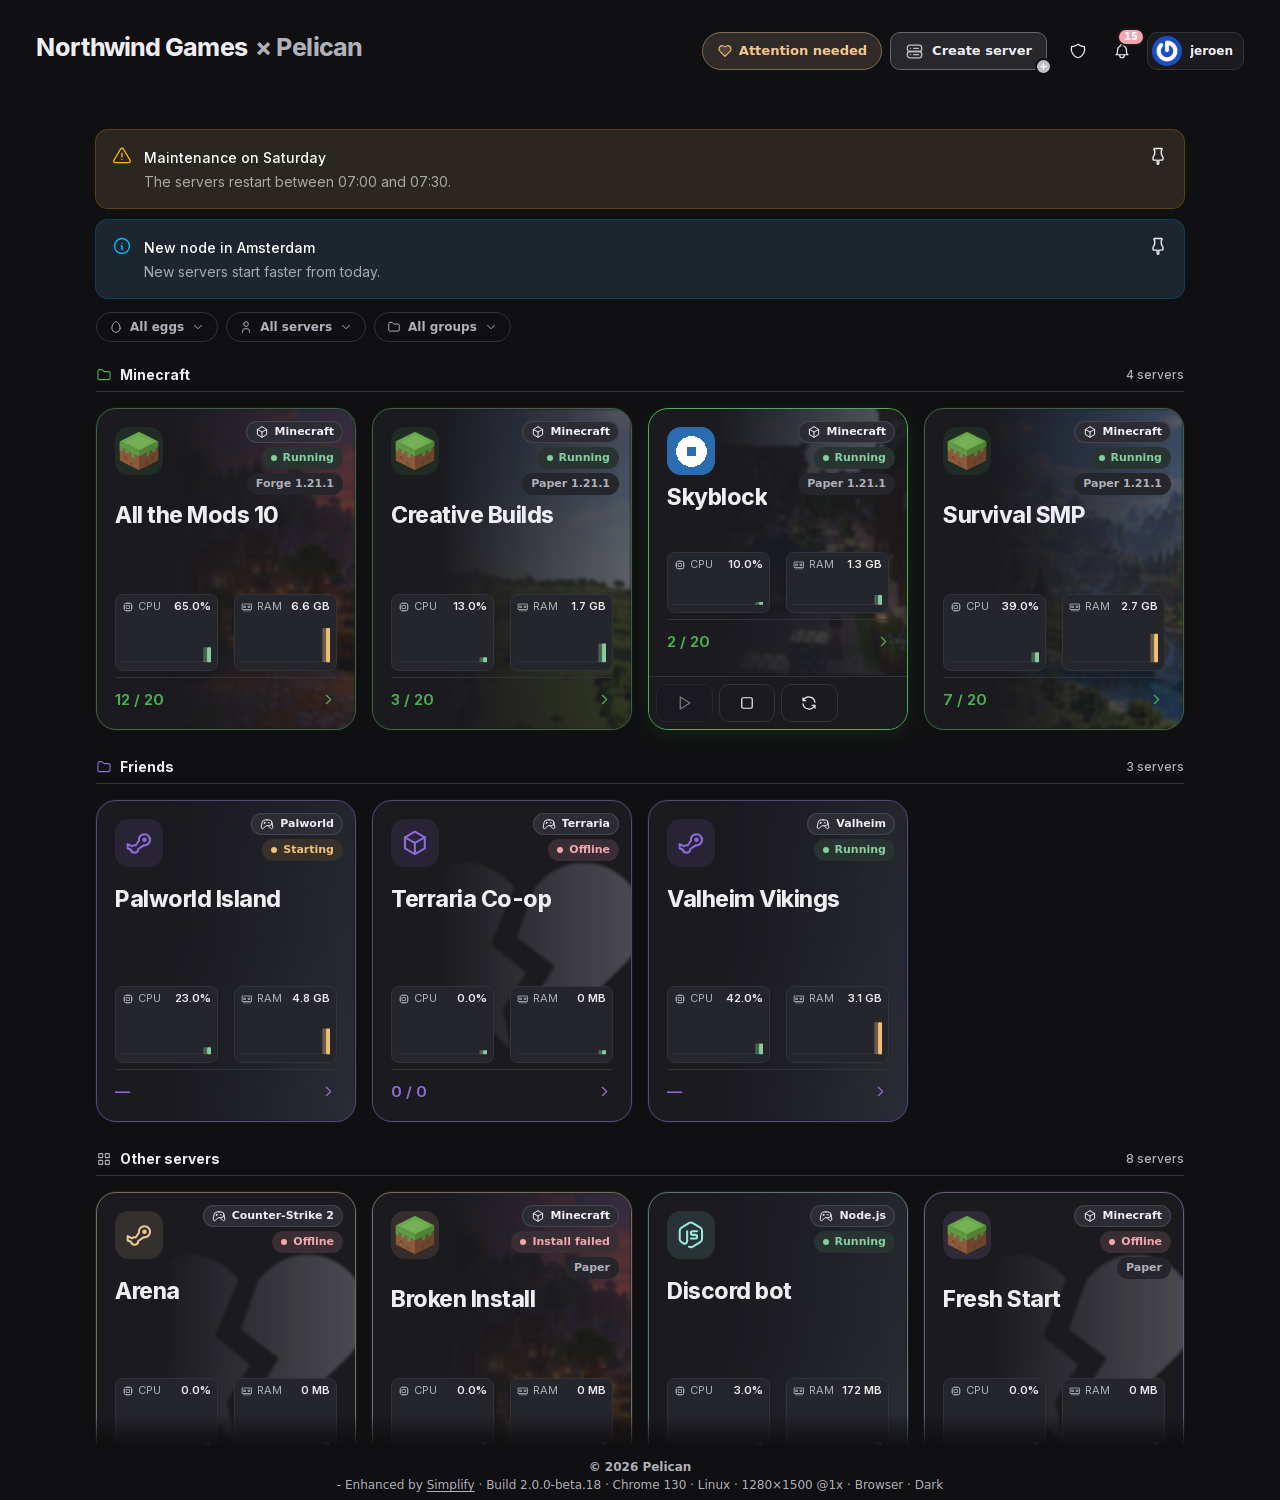 Northwind Games × Pelican
Attention needed
Create server
15
jeroen
Maintenance on Saturday
The servers restart between 07:00 and 07:30.
New node in Amsterdam
New servers start faster from today.
All eggs
All servers
All groups
Minecraft
4 servers
Minecraft
Running
Forge 1.21.1
All the Mods 10
CPU 65.0%
RAM 6.6 GB
12 / 20
Minecraft
Running
Paper 1.21.1
Creative Builds
CPU 13.0%
RAM 1.7 GB
3 / 20
Minecraft
Running
Paper 1.21.1
Skyblock
CPU 10.0%
RAM 1.3 GB
2 / 20
Minecraft
Running
Paper 1.21.1
Survival SMP
CPU 39.0%
RAM 2.7 GB
7 / 20
Friends
3 servers
Palworld
Starting
Palworld Island
CPU 23.0%
RAM 4.8 GB
—
Terraria
Offline
Terraria Co-op
CPU 0.0%
RAM 0 MB
0 / 0
Valheim
Running
Valheim Vikings
CPU 42.0%
RAM 3.1 GB
—
Other servers
8 servers
Counter-Strike 2
Offline
Arena
CPU 0.0%
RAM 0 MB
Minecraft
Install failed
Paper
Broken Install
CPU 0.0%
RAM 0 MB
Node.js
Running
JS
Discord bot
CPU 3.0%
RAM 172 MB
Minecraft
Offline
Paper
Fresh Start
CPU 0.0%
RAM 0 MB
© 2026 Pelican
- Enhanced by Simplify · Build 2.0.0-beta.18 · Chrome 130 · Linux · 1280×1500 @1x · Browser · Dark